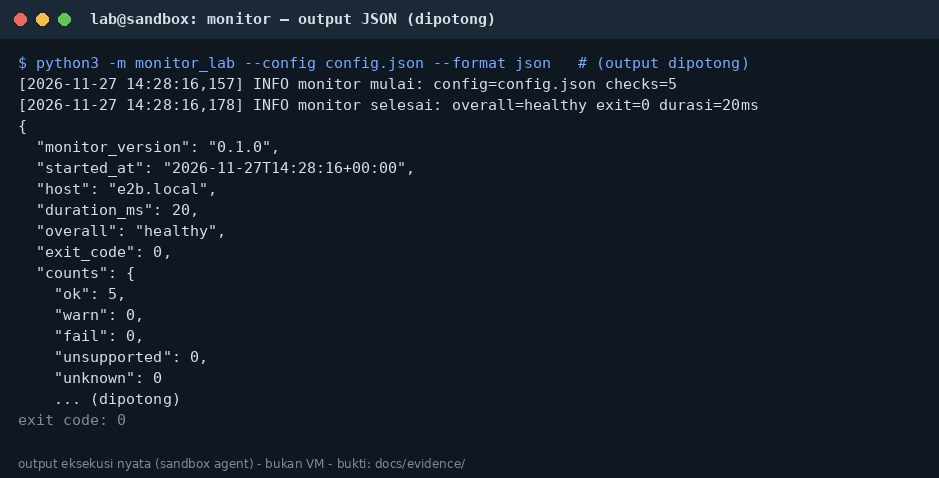 lab@sandbox: monitor — output JSON (dipotong)
$ python3 -m monitor_lab --config config.json --format json   # (output dipotong)
[2026-11-27 14:28:16,157] INFO monitor mulai: config=config.json checks=5
[2026-11-27 14:28:16,178] INFO monitor selesai: overall=healthy exit=0 durasi=20ms
{
  "monitor_version": "0.1.0",
  "started_at": "2026-11-27T14:28:16+00:00",
  "host": "e2b.local",
  "duration_ms": 20,
  "overall": "healthy",
  "exit_code": 0,
  "counts": {
    "ok": 5,
    "warn": 0,
    "fail": 0,
    "unsupported": 0,
    "unknown": 0
    ... (dipotong)
exit code: 0
output eksekusi nyata (sandbox agent) - bukan VM - bukti: docs/evidence/